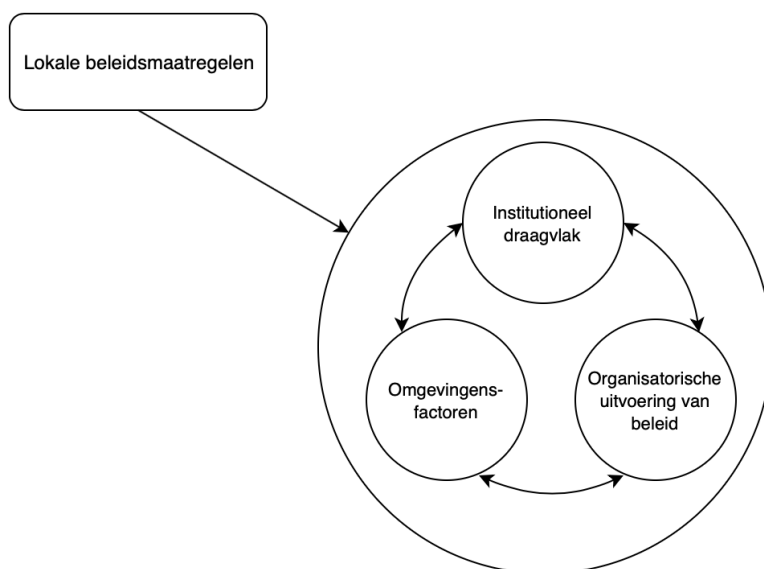 Lokale beleidsmaatregelen
Institutioneel
draagvlak
Omgevingens-
factoren
Organisatorische
uitvoering van
beleid